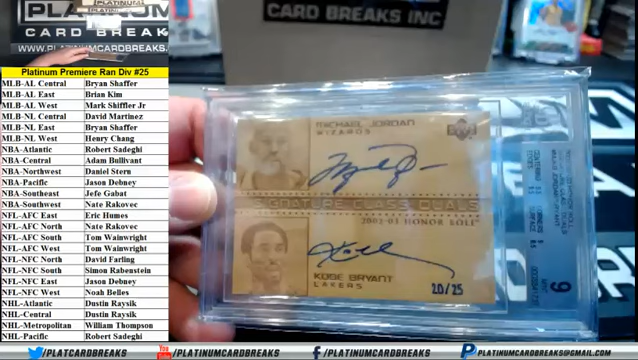 PLATINUM
CARD BREAKS INC
WWW.PLATINUMCARDBREAKS.
Platinum Premiere Ran Div #25
MLB-AL Central Bryan Shaffer
MLB-AL East Brian Kim
MLB-AL West Mark Shiffler Jr
MLB-NL Central David Martinez
MLB-NL East Bryan Shaffer
MLB-NL West Henry Chang
NBA-Atlantic Robert Sadeghi
NBA-Central Adam Bullivant
NBA-Northwest Daniel Stern
NBA-Pacific Jason Debney
NBA-Southeast Jefe Gabat
NBA-Southwest Nate Rakovec
NFL-AFC East Eric Humes
NFL-AFC North Nate Rakovec
NFL-AFC South Tom Wainwright
NFL-AFC West Tom Wainwright
NFL-NFC North David Farling
NFL-NFC South Simon Rabenstein
NFL-NFC East Jason Debney
NFL-NFC West Noah Belles
NHL-Atlantic Dustin Raysik
NHL-Central Dustin Raysik
NHL-Metropolitan William Thompson
NHL-Pacific Robert Sadeghi
MICHAEL JORDAN
WIZARDS
SIGNATURE CLASS DUALS
2003-04 HONOR ROLL
KOBE BRYANT
LAKERS
20/25
9
/PLATCARDBREAKS
/PLATINUMCARDBREAKS
/PLATINUMCARDBREAKS
/PLATINUMCARDBREAKS@GMAIL.COM